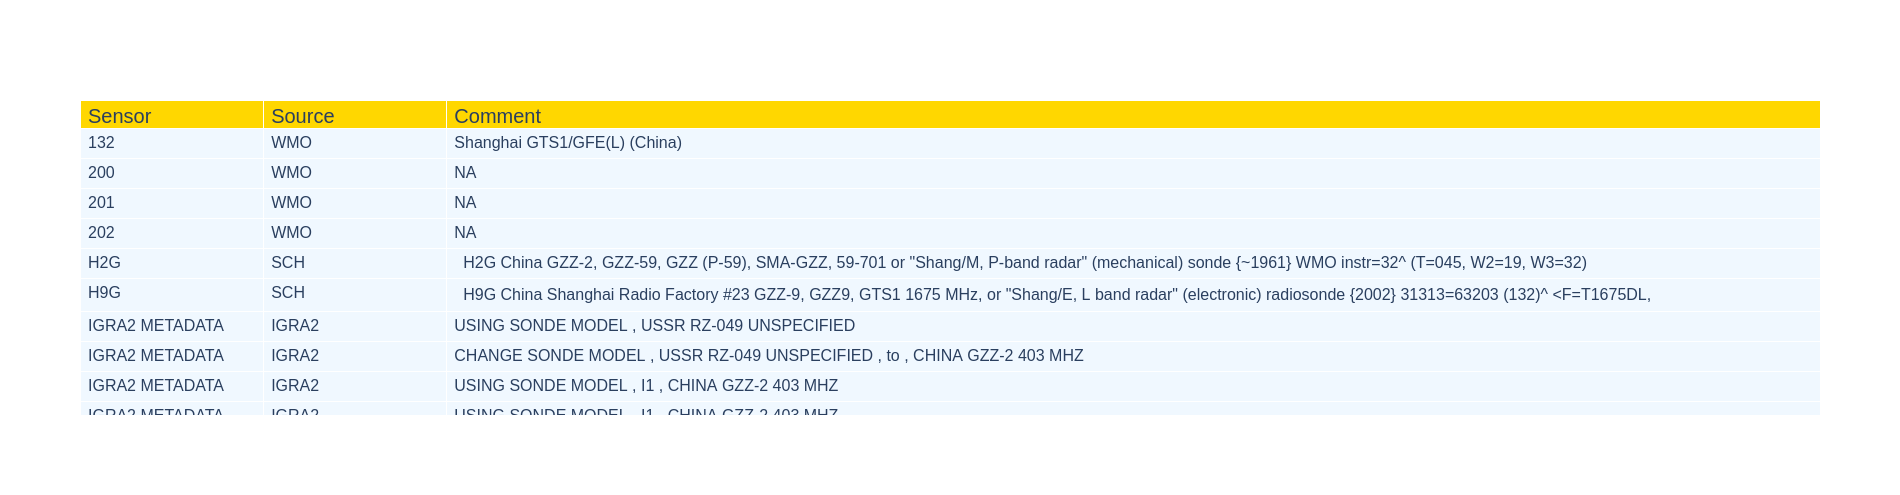 Sensor Source Comment
132 WMO Shanghai GTS1/GFE(L) (China)
200 WMO NA
201 WMO NA
202 WMO NA
H2G SCH H2G China GZZ-2, GZZ-59, GZZ (P-59), SMA-GZZ, 59-701 or "Shang/M, P-band radar" (mechanical) sonde {~1961} WMO instr=32^ (T=045, W2=19, W3=32)
H9G SCH H9G China Shanghai Radio Factory #23 GZZ-9, GZZ9, GTS1 1675 MHz, or "Shang/E, L band radar" (electronic) radiosonde {2002} 31313=63203 (132)^ <F=T1675DL,
IGRA2 METADATA IGRA2 USING SONDE MODEL , USSR RZ-049 UNSPECIFIED
IGRA2 METADATA IGRA2 CHANGE SONDE MODEL , USSR RZ-049 UNSPECIFIED , to , CHINA GZZ-2 403 MHZ
IGRA2 METADATA IGRA2 USING SONDE MODEL , I1 , CHINA GZZ-2 403 MHZ
IGRA2 METADATA IGRA2 USING SONDE MODEL , I1 , CHINA GZZ-2 403 MHZ